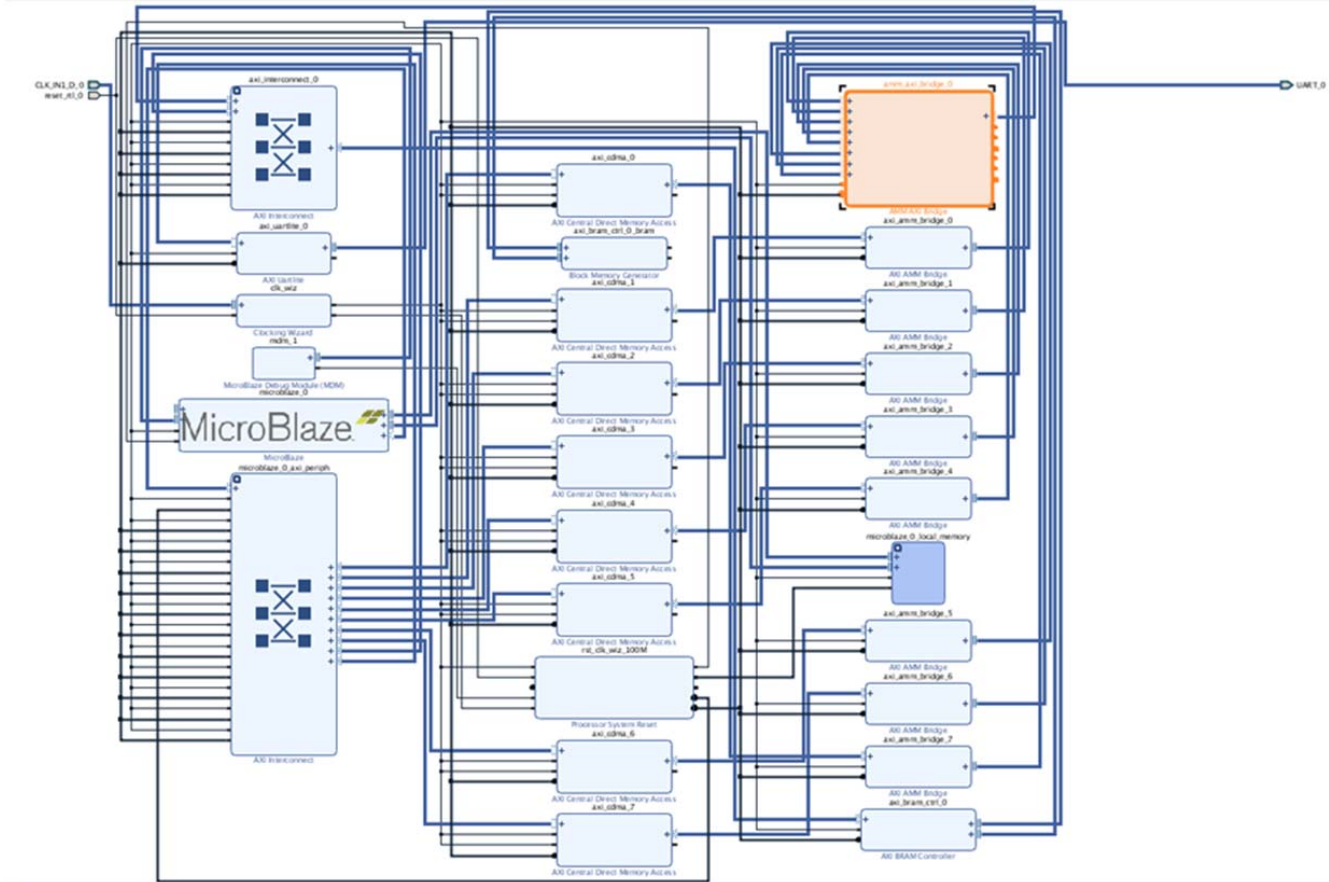 CLK_IN1_D_0
reset_rtl_0
UART_0
axi_interconnect_0
AXI Interconnect
axi_uartlite_0
AXI Uartlite
clk_wiz
Clocking Wizard
mdm_1
MicroBlaze Debug Module (MDM)
microblaze_0
MicroBlaze
MicroBlaze
microblaze_0_axi_periph
AXI Interconnect
axi_cdma_0
AXI Central Direct Memory Access
axi_bram_ctrl_0_bram
Block Memory Generator
axi_cdma_1
AXI Central Direct Memory Access
axi_cdma_2
AXI Central Direct Memory Access
axi_cdma_3
AXI Central Direct Memory Access
axi_cdma_4
AXI Central Direct Memory Access
axi_cdma_5
AXI Central Direct Memory Access
rst_clk_wiz_100M
Processor System Reset
axi_cdma_6
AXI Central Direct Memory Access
axi_cdma_7
AXI Central Direct Memory Access
amm_axi_bridge_0
AMM AXI Bridge
axi_amm_bridge_0
AXI AMM Bridge
axi_amm_bridge_1
AXI AMM Bridge
axi_amm_bridge_2
AXI AMM Bridge
axi_amm_bridge_3
AXI AMM Bridge
axi_amm_bridge_4
AXI AMM Bridge
microblaze_0_local_memory
axi_amm_bridge_5
AXI AMM Bridge
axi_amm_bridge_6
AXI AMM Bridge
axi_amm_bridge_7
AXI AMM Bridge
axi_bram_ctrl_0
AXI BRAM Controller